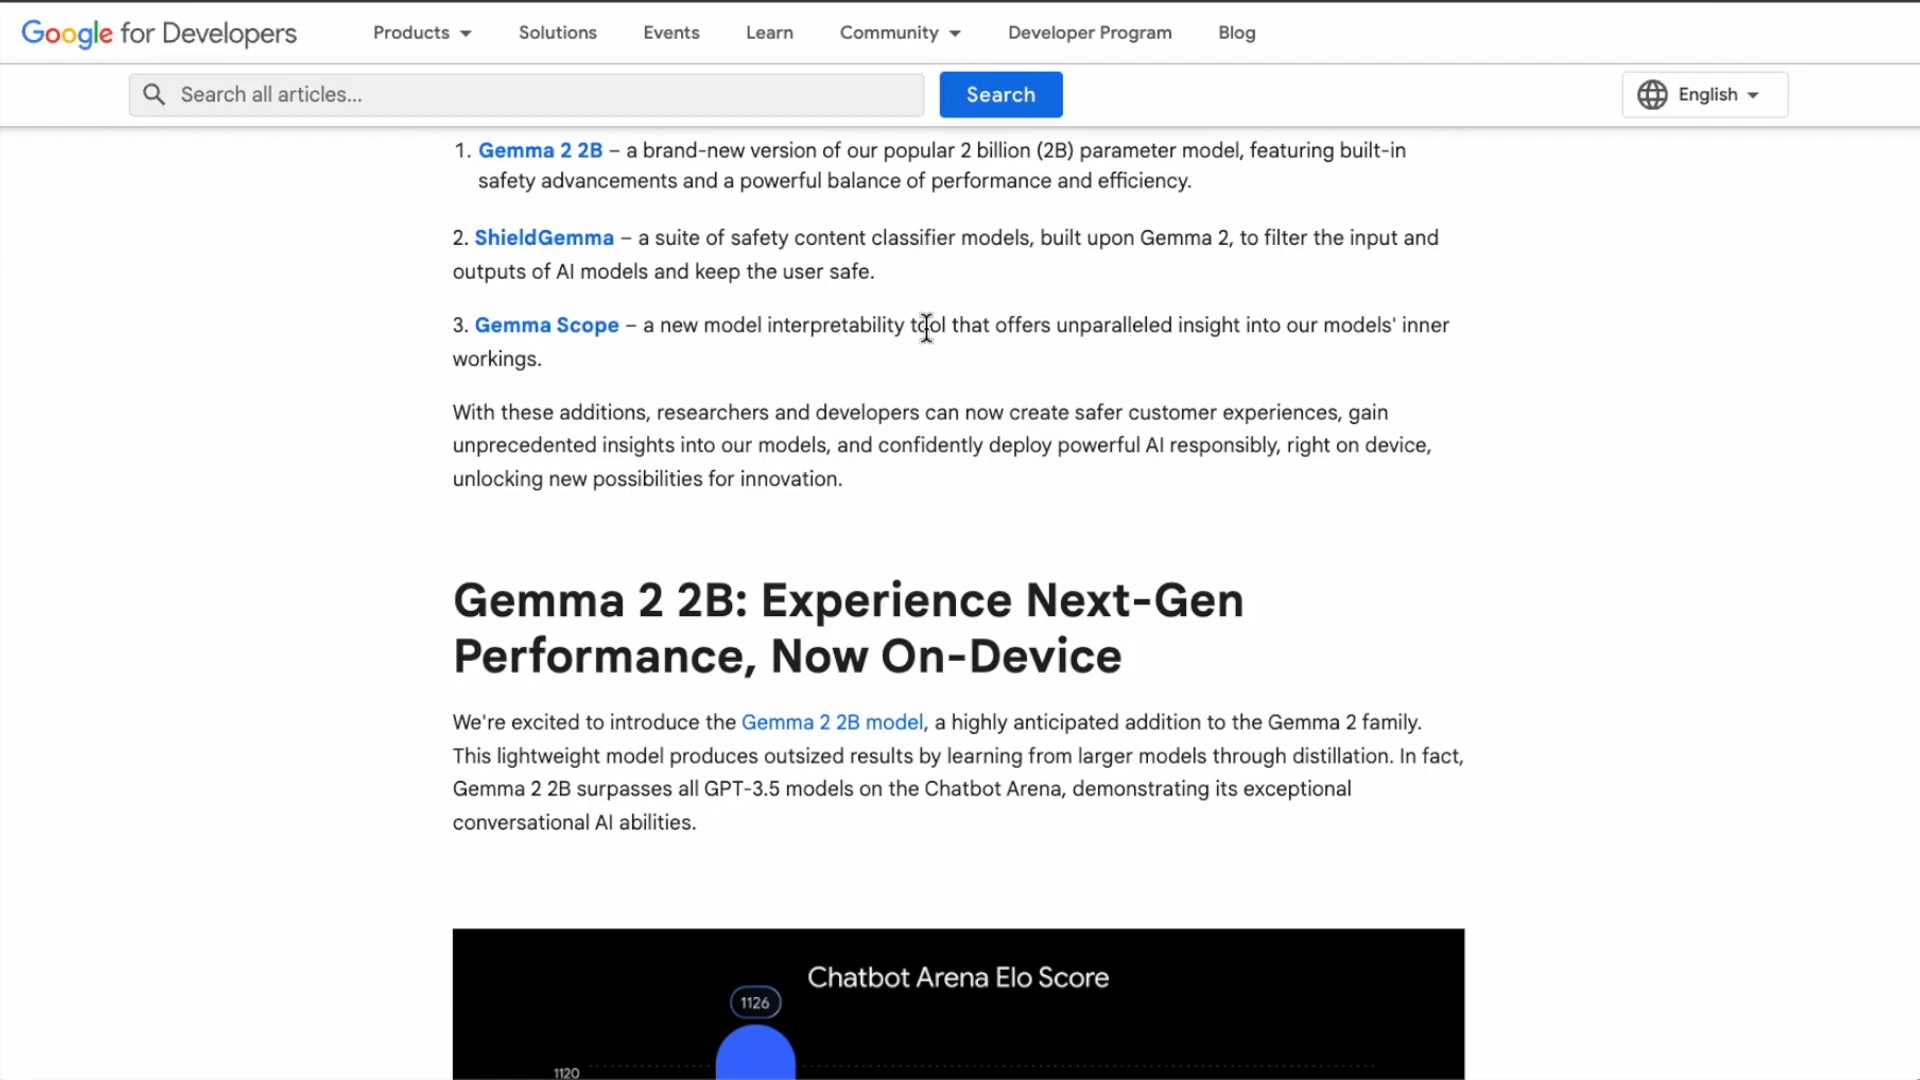 Google for Developers
Products
Solutions
Events
Learn
Community
Developer Program
Blog
Search all articles...
Search
English
1. Gemma 2 2B – a brand-new version of our popular 2 billion (2B) parameter model, featuring built-in
safety advancements and a powerful balance of performance and efficiency.
2. ShieldGemma – a suite of safety content classifier models, built upon Gemma 2, to filter the input and
outputs of AI models and keep the user safe.
3. Gemma Scope – a new model interpretability tool that offers unparalleled insight into our models' inner
workings.
With these additions, researchers and developers can now create safer customer experiences, gain
unprecedented insights into our models, and confidently deploy powerful AI responsibly, right on device,
unlocking new possibilities for innovation.
Gemma 2 2B: Experience Next-Gen
Performance, Now On-Device
We're excited to introduce the Gemma 2 2B model, a highly anticipated addition to the Gemma 2 family.
This lightweight model produces outsized results by learning from larger models through distillation. In fact,
Gemma 2 2B surpasses all GPT-3.5 models on the Chatbot Arena, demonstrating its exceptional
conversational AI abilities.
Chatbot Arena Elo Score
1126
1120